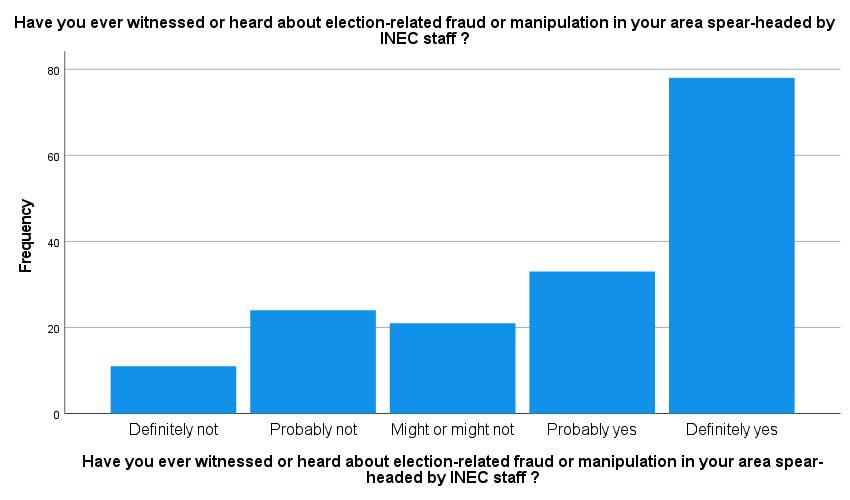 Have you ever witnessed or heard about election-related fraud or manipulation in your area spear-headed by
INEC staff ?
80
60
40
20
0
Frequency
Definitely not
Probably not
Might or might not
Probably yes
Definitely yes
Have you ever witnessed or heard about election-related fraud or manipulation in your area spear-
headed by INEC staff ?